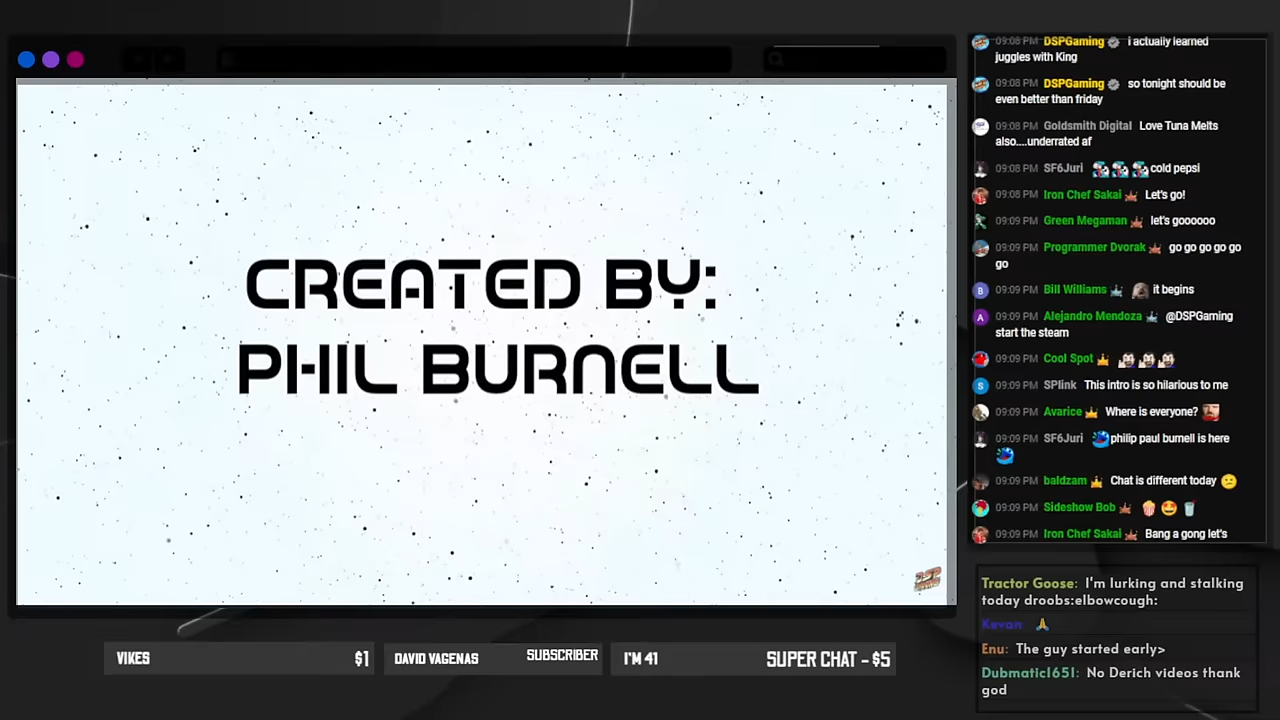 CREATED BY:
PHIL BURNELL
09:08 PM DSPGaming i actually learned
juggles with King
09:08 PM DSPGaming so tonight should be
even better than friday
09:08 PM Goldsmith Digital Love Tuna Melts
also....underrated af
09:08 PM SF6Juri cold pepsi
09:08 PM Iron Chef Sakai Let's go!
09:09 PM Green Megaman let's goooooo
09:09 PM Programmer Dvorak go go go go go
go
09:09 PM Bill Williams it begins
09:09 PM Alejandro Mendoza @DSPGaming
start the steam
09:09 PM Cool Spot
09:09 PM SPlink This intro is so hilarious to me
09:09 PM Avarice Where is everyone?
09:09 PM SF6Juri philip paul burnell is here
09:09 PM baldzam Chat is different today
09:09 PM Sideshow Bob
09:09 PM Iron Chef Sakai Bang a gong let's
Tractor Goose: I'm lurking and stalking
today droobs:elbowcough:
Kevan
Enu: The guy started early>
Dubmatic1651: No Derich videos thank
god
VIKES $1
DAVID VAGENAS SUBSCRIBER
I'M 41 SUPER CHAT - $5